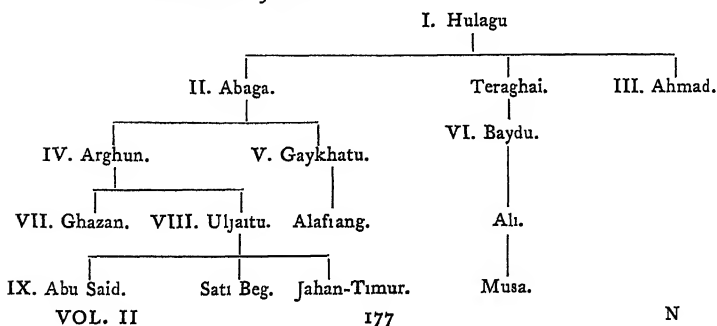 I. Hulagu
II. Abaga. Teraghai. III. Ahmad.
VI. Baydu.
IV. Arghun. V. Gaykhatu.
VII. Ghazan. VIII. Uljaitu. Alafrang. Ali.
IX. Abu Said. Sati Beg. Jahan-Timur. Musa.
VOL. II 177 N